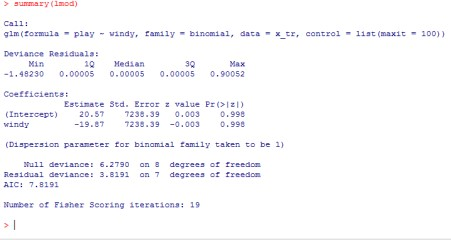 > summary(lmod)
Call:
glm(formula = play ~ windy, family = binomial, data = x_tr, control = list(maxit = 100))
Deviance Residuals:
Min 1Q Median 3Q Max
-1.48230 0.00005 0.00005 0.00005 0.90052
Coefficients:
Estimate Std. Error z value Pr(>|z|)
(Intercept) 20.57 7238.39 0.003 0.998
windy -19.87 7238.39 -0.003 0.998
(Dispersion parameter for binomial family taken to be 1)
Null deviance: 6.2790 on 8 degrees of freedom
Residual deviance: 3.8191 on 7 degrees of freedom
AIC: 7.8191
Number of Fisher Scoring iterations: 19
> |